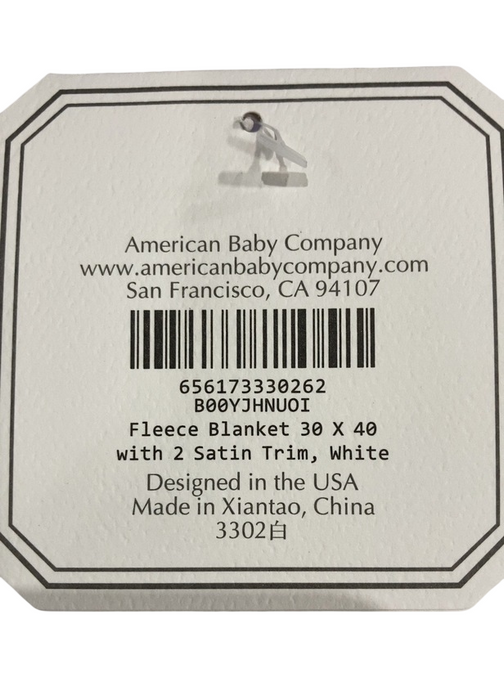 American Baby Company
www.americanbabycompany.com
San Francisco, CA 94107
656173330262
B00YJHNUOI
Fleece Blanket 30 X 40
with 2 Satin Trim, White
Designed in the USA
Made in Xiantao, China
3302白